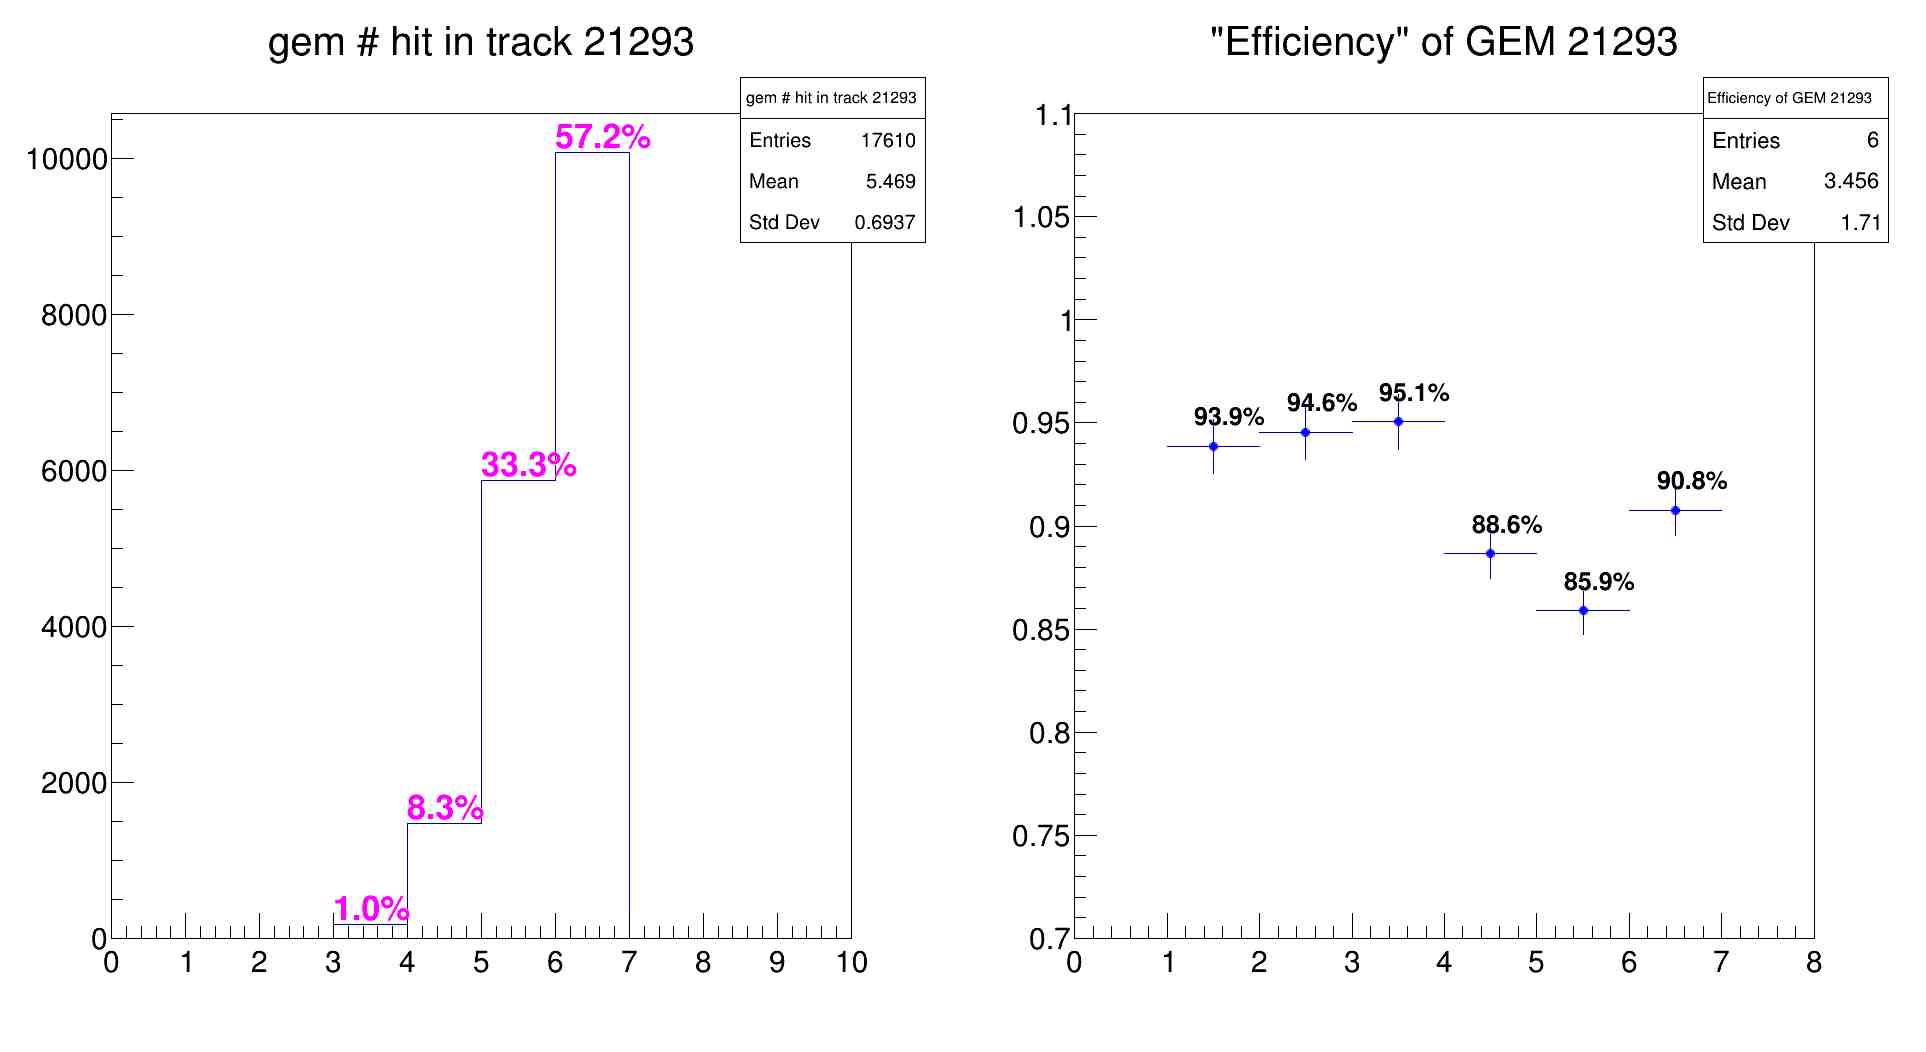 gem # hit in track 21293
gem # hit in track 21293
Entries 17610
Mean 5.469
Std Dev 0.6937
57.2%
33.3%
8.3%
1.0%
10000
8000
6000
4000
2000
0
0 1 2 3 4 5 6 7 8 9 10
"Efficiency" of GEM 21293
Efficiency of GEM 21293
Entries 6
Mean 3.456
Std Dev 1.71
1.1
1.05
1
0.95
0.9
0.85
0.8
0.75
0.7
93.9% 94.6% 95.1% 88.6% 85.9% 90.8%
0 1 2 3 4 5 6 7 8